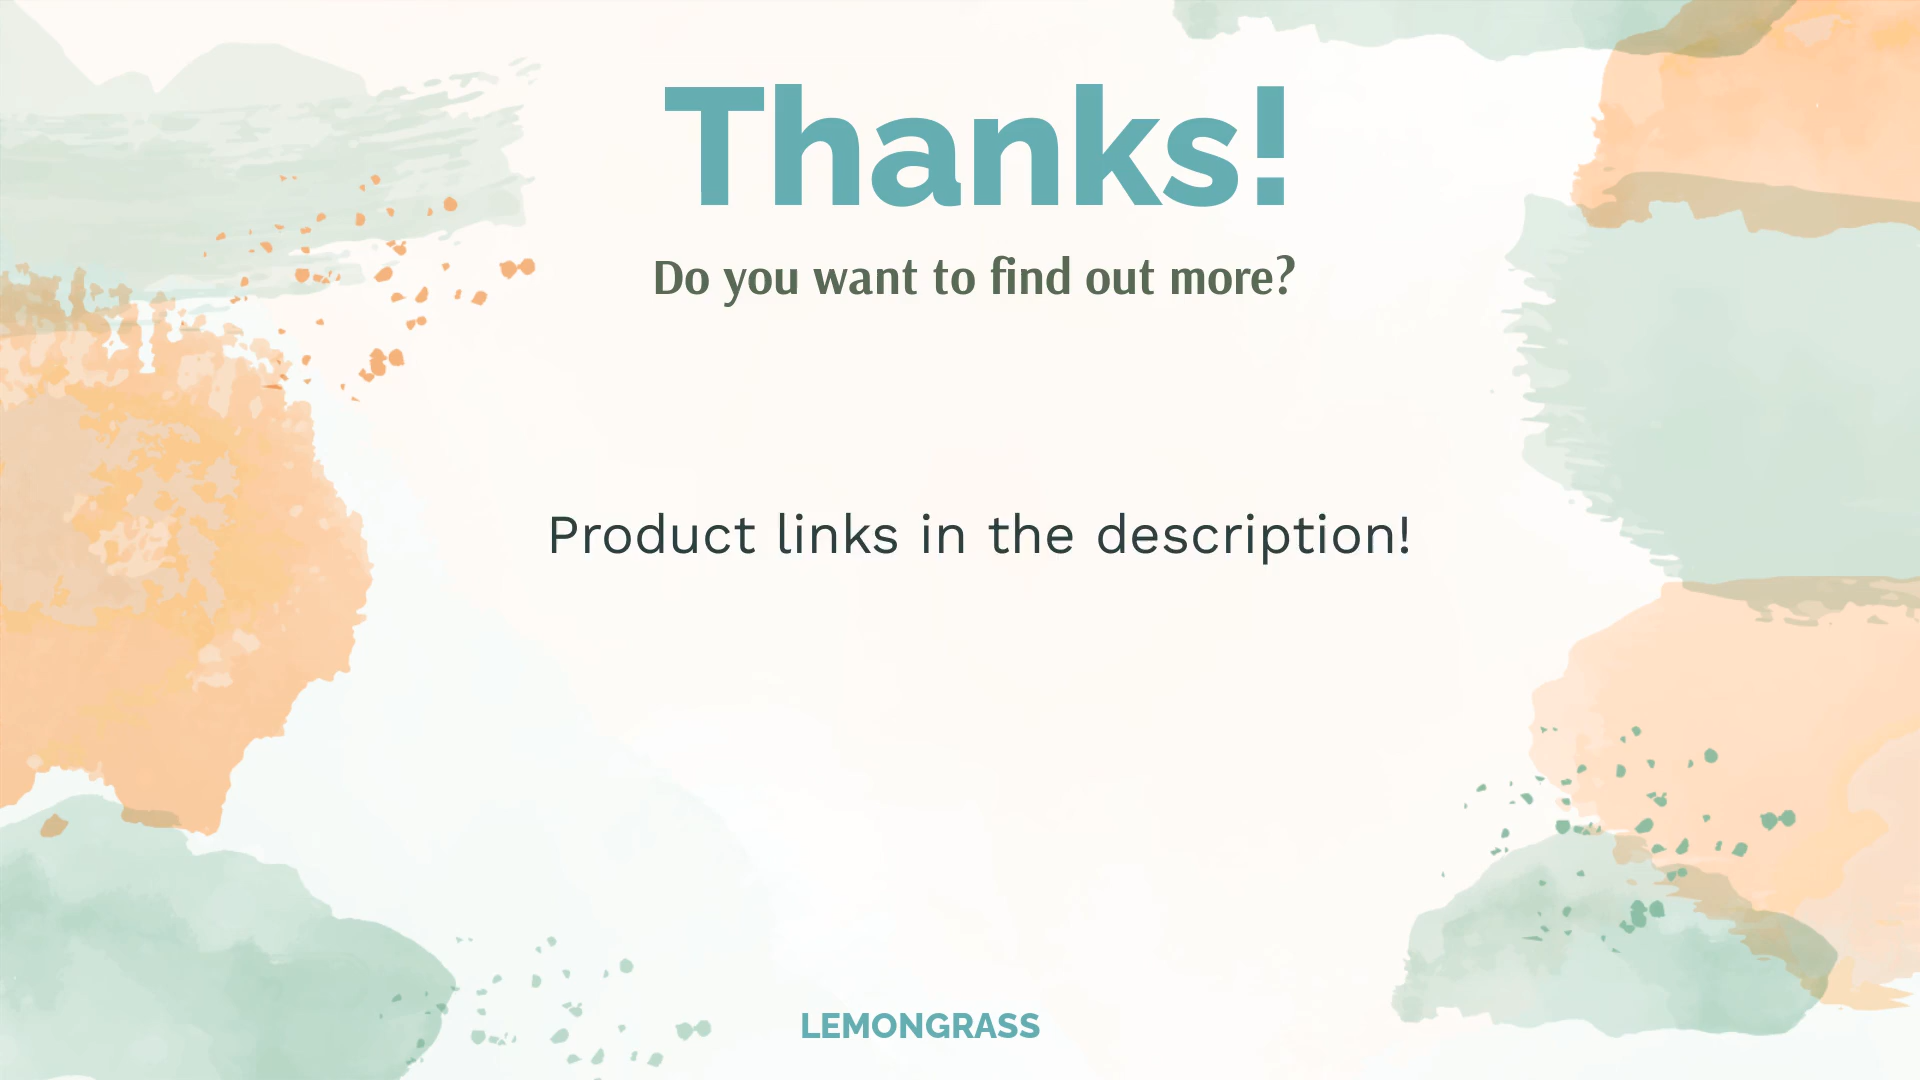 Thanks!
Do you want to find out more?
Product links in the description!
LEMONGRASS